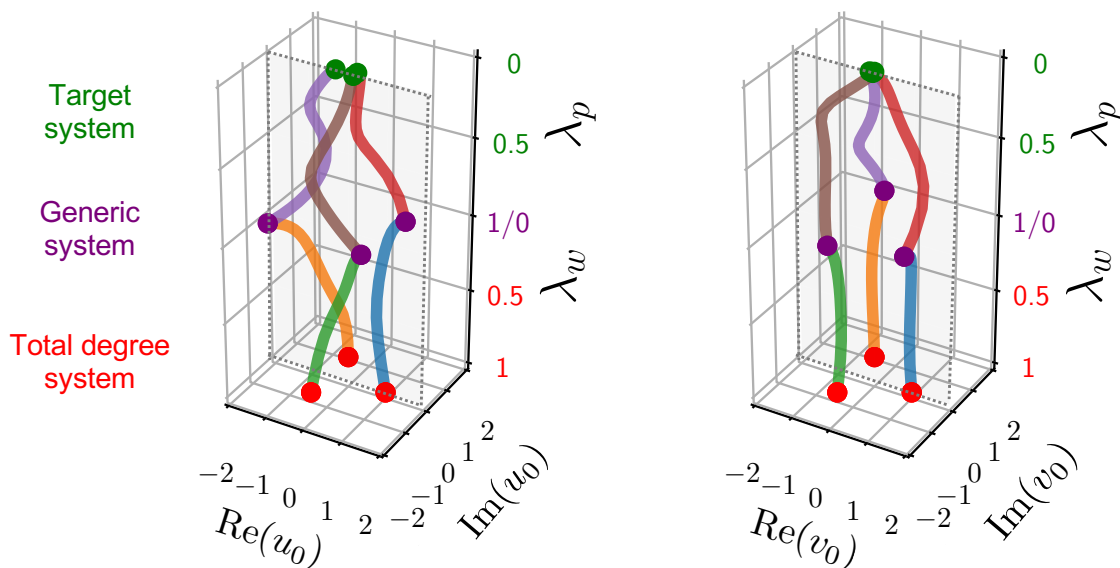 Target
system
Generic
system
Total degree
system
0
0.5
λp
1/0
0.5
λw
1
−2
−1
0
1
2
Re(u0)
−2
−1
0
1
2
Im(u0)
0
0.5
λp
1/0
0.5
λw
1
−2
−1
0
1
2
Re(v0)
−2
−1
0
1
2
Im(v0)